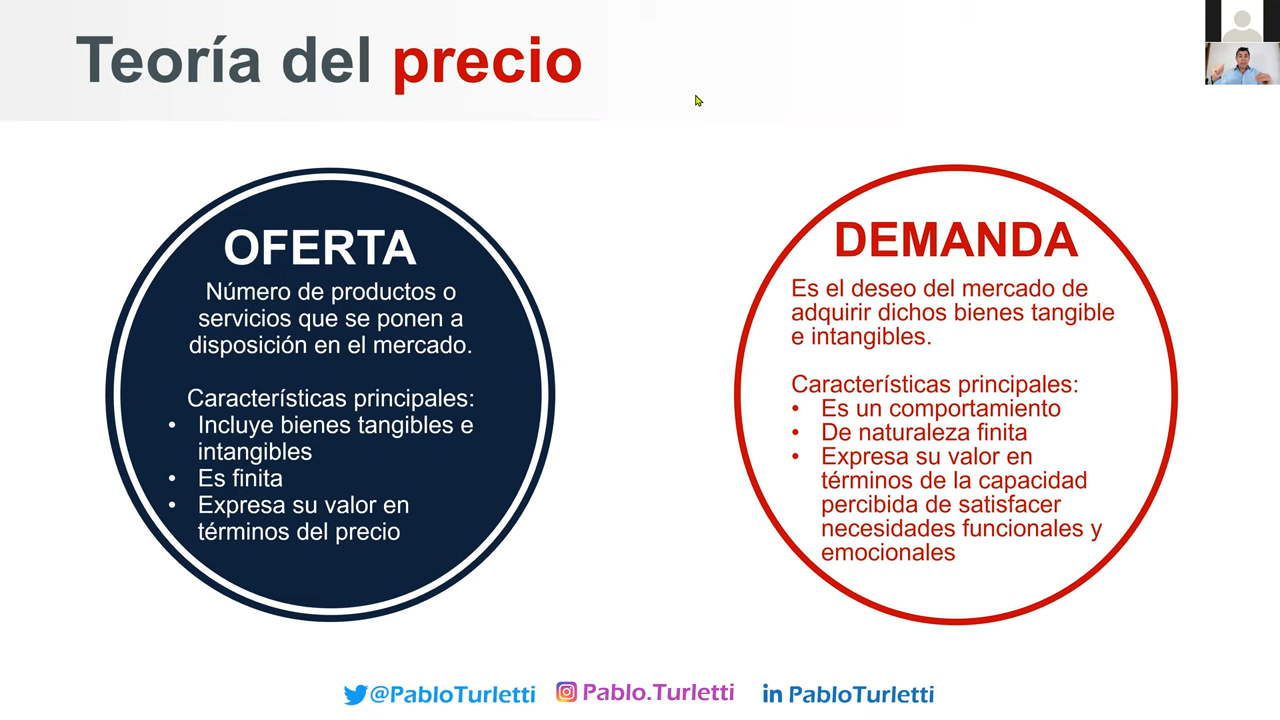 Teoría del precio
OFERTA
Número de productos o
servicios que se ponen a
disposición en el mercado.
Características principales:
• Incluye bienes tangibles e
intangibles
• Es finita
• Expresa su valor en
términos del precio
DEMANDA
Es el deseo del mercado de
adquirir dichos bienes tangible
e intangibles.
Características principales:
• Es un comportamiento
• De naturaleza finita
• Expresa su valor en
términos de la capacidad
percibida de satisfacer
necesidades funcionales y
emocionales
@PabloTurletti Pablo.Turletti in PabloTurletti